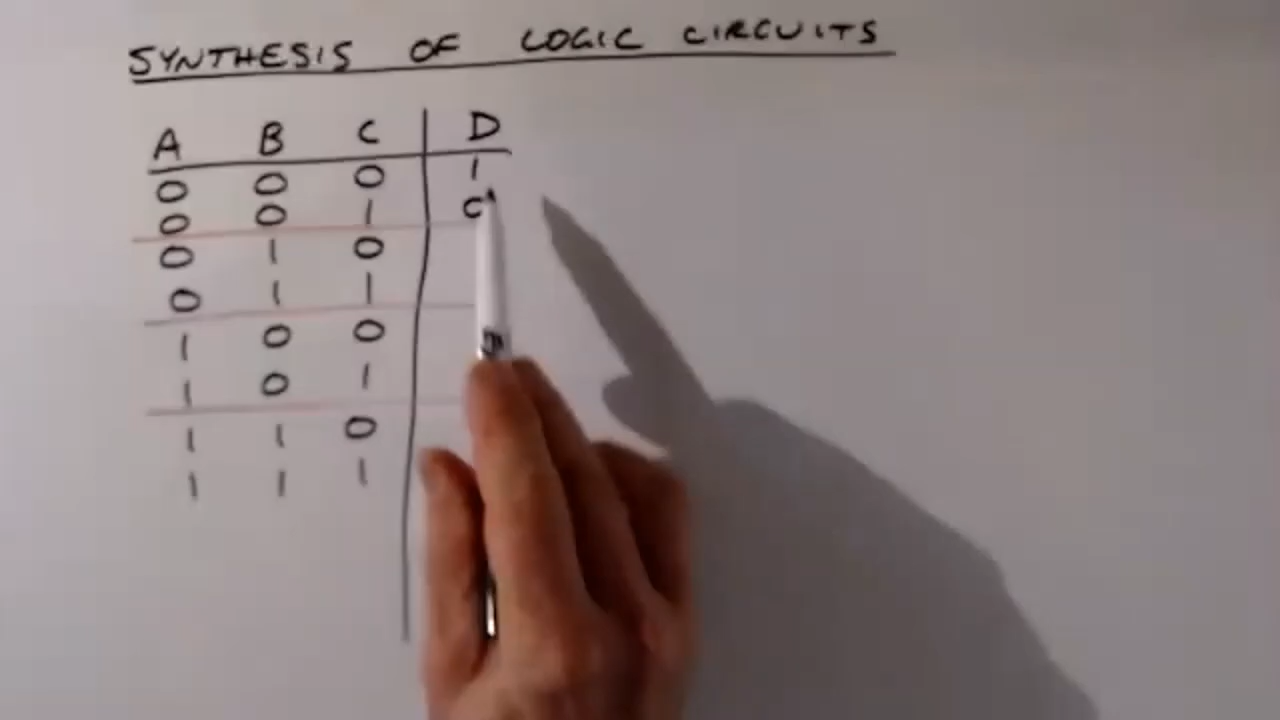 SYNTHESIS OF LOGIC CIRCUITS
A B C D
0 0 0 1
0 0 1
0 1 0
0 1 1
1 0 0
1 0 1
1 1 0
1 1 1